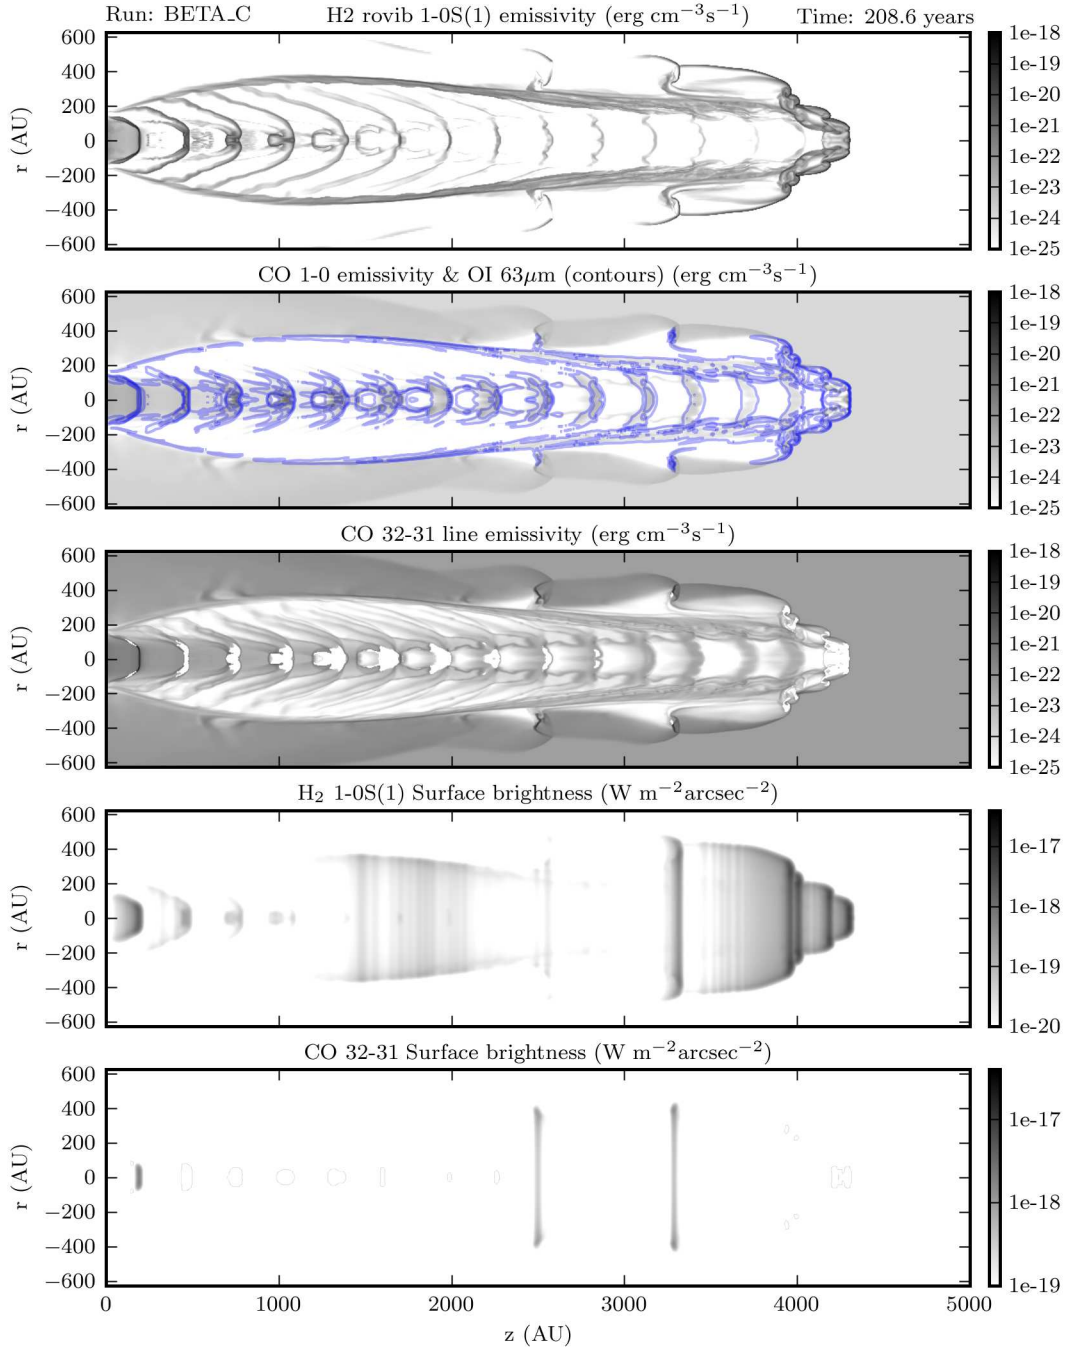 Run: BETA_C H2 rovib 1-0S(1) emissivity (erg cm−3s−1) Time: 208.6 years
600
400
200
0
−200
−400
−600
r (AU)
1e-18
1e-19
1e-20
1e-21
1e-22
1e-23
1e-24
1e-25
CO 1-0 emissivity & OI 63μm (contours) (erg cm−3s−1)
600
400
200
0
−200
−400
−600
r (AU)
1e-18
1e-19
1e-20
1e-21
1e-22
1e-23
1e-24
1e-25
CO 32-31 line emissivity (erg cm−3s−1)
600
400
200
0
−200
−400
−600
r (AU)
1e-18
1e-19
1e-20
1e-21
1e-22
1e-23
1e-24
1e-25
H2 1-0S(1) Surface brightness (W m−2arcsec−2)
600
400
200
0
−200
−400
−600
r (AU)
1e-17
1e-18
1e-19
1e-20
CO 32-31 Surface brightness (W m−2arcsec−2)
600
400
200
0
−200
−400
−600
r (AU)
1e-17
1e-18
1e-19
0 1000 2000 3000 4000 5000
z (AU)